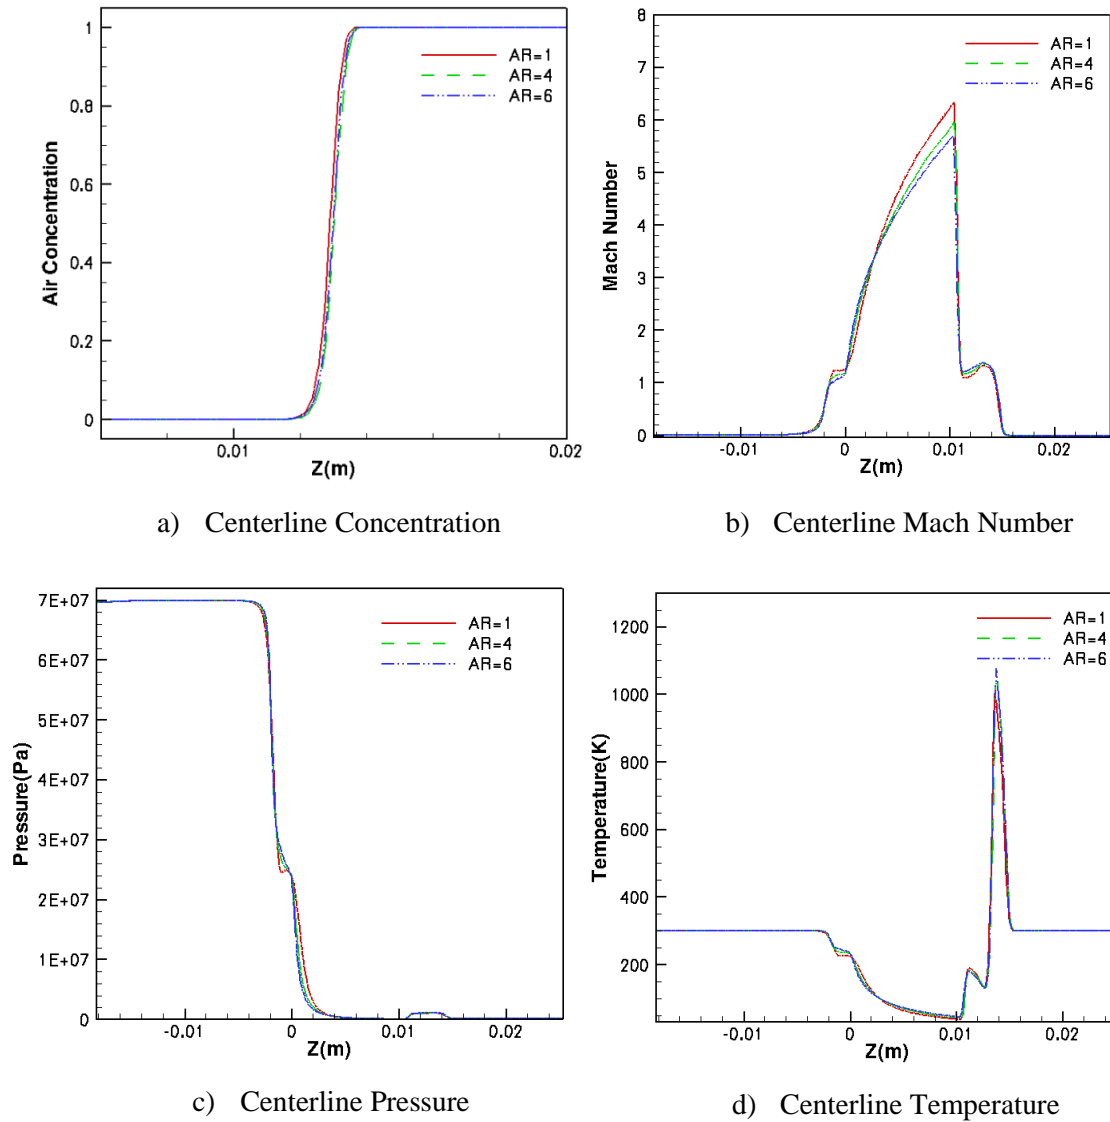 Air Concentration
1
0.8
0.6
0.4
0.2
0
0.01
0.02
Z(m)
AR=1
AR=4
AR=6
a) Centerline Concentration
Mach Number
8
7
6
5
4
3
2
1
0
-0.01
0
0.01
0.02
Z(m)
AR=1
AR=4
AR=6
b) Centerline Mach Number
Pressure(Pa)
7E+07
6E+07
5E+07
4E+07
3E+07
2E+07
1E+07
0
-0.01
0
0.01
0.02
Z(m)
AR=1
AR=4
AR=6
c) Centerline Pressure
Temperature(K)
1200
1000
800
600
400
200
-0.01
0
0.01
0.02
Z(m)
AR=1
AR=4
AR=6
d) Centerline Temperature